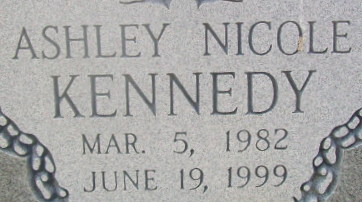 ASHLEY NICOLE
KENNEDY
MAR. 5, 1982
JUNE 19, 1999